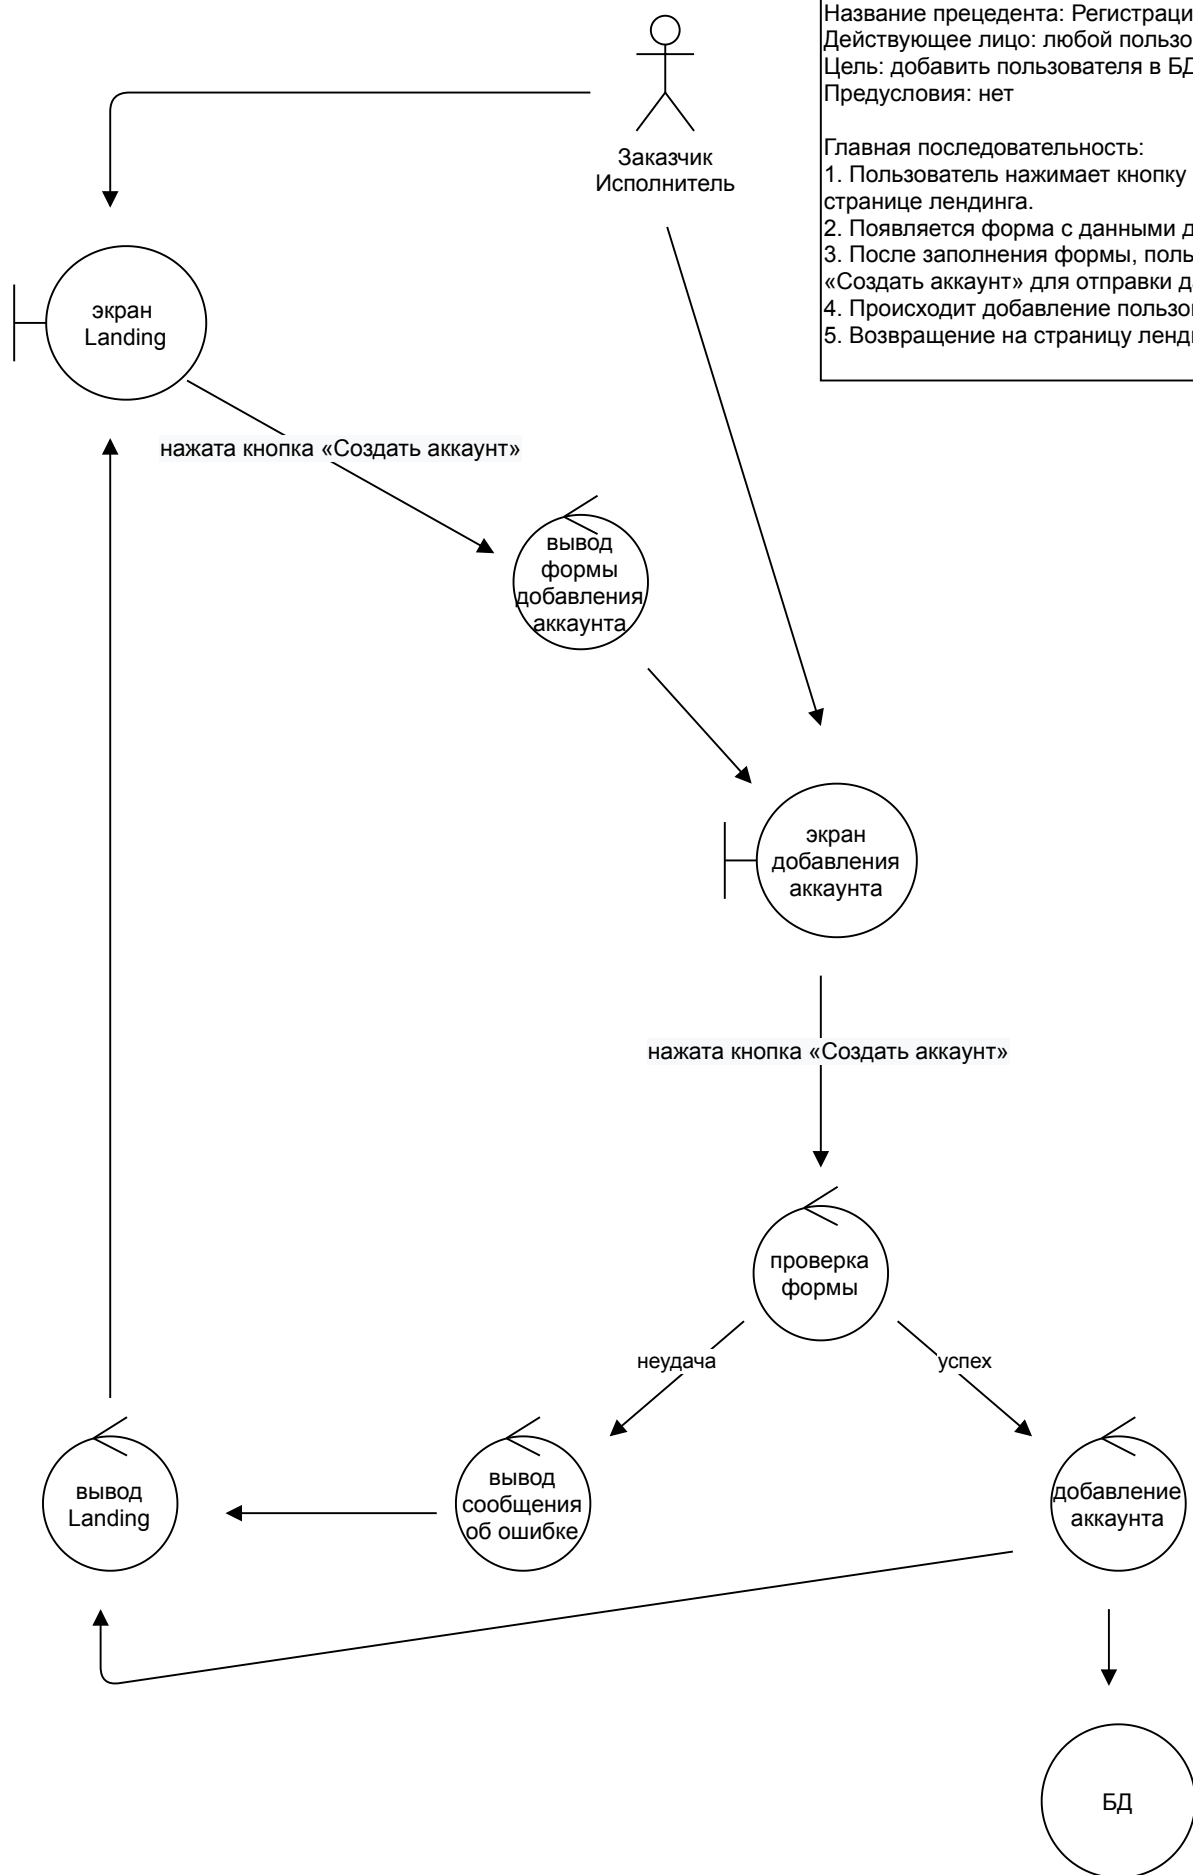 Название прецедента: Регистраци
Действующее лицо: любой пользо
Цель: добавить пользователя в БД
Предусловия: нет
Главная последовательность:
1. Пользователь нажимает кнопку
странице лендинга.
2. Появляется форма с данными д
3. После заполнения формы, поль
«Создать аккаунт» для отправки да
4. Происходит добавление пользо
5. Возвращение на страницу ленд
Заказчик
Исполнитель
экран
Landing
нажата кнопка «Создать аккаунт»
вывод
формы
добавления
аккаунта
экран
добавления
аккаунта
нажата кнопка «Создать аккаунт»
проверка
формы
неудача
успех
вывод
Landing
вывод
сообщения
об ошибке
добавление
аккаунта
БД